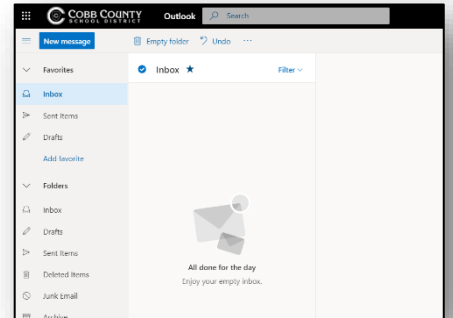 COBB COUNTY
SCHOOL DISTRICT
Outlook
Search
New message
Empty folder
Undo
Favorites
Inbox
Sent Items
Drafts
Add favorite
Folders
Inbox
Drafts
Sent Items
Deleted Items
Junk Email
Archive
Inbox
Filter
All done for the day
Enjoy your empty inbox.